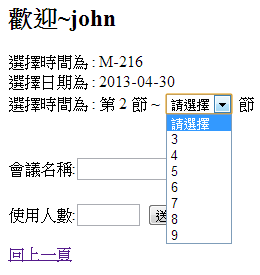 歡迎~john
選擇時間為 : M-216
選擇日期為 : 2013-04-30
選擇時間為 : 第 2 節 ~ 請選擇 節
請選擇
3
4
5
6
7
8
9
會議名稱:
使用人數:
送
回上一頁